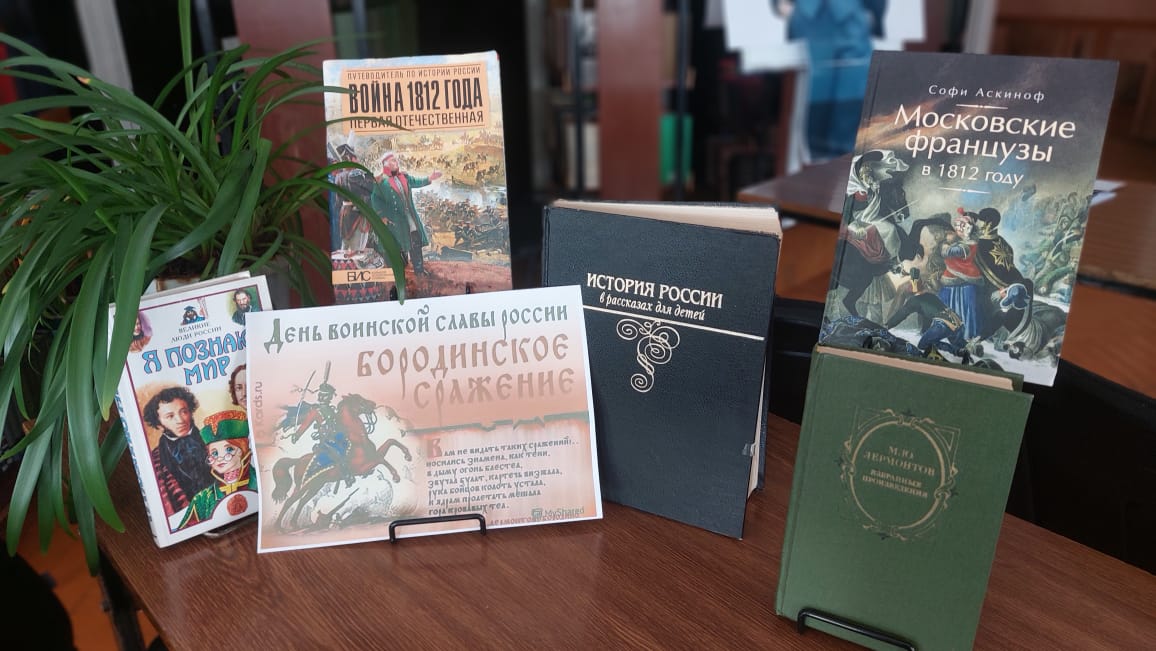 ПУТЕВОДИТЕЛЬ ПО ИСТОРИИ РОССИИ
ВОЙНА 1812 ГОДА
ПЕРВАЯ ОТЕЧЕСТВЕННАЯ
БИС
Софи Аскиноф
Московские
французы
в 1812 году
ВЕЛИКИЕ
ЛЮДИ РОССИИ
Я ПОЗНАЮ
МИР
День воинской славы россии
Бородинское
сражение
Вам не видать таких сражений!..
Носились знамена, как тени,
В дыму огонь блестел,
Звучал булат, картечь визжала,
Рука бойцов колоть устала,
И ядрам пролетать мешала
Гора кровавых тел.
MyShared
ИСТОРИЯ РОССИИ
в рассказах для детей
М.Ю.
ЛЕРМОНТОВ
ИЗБРАННЫЕ
ПРОИЗВЕДЕНИЯ